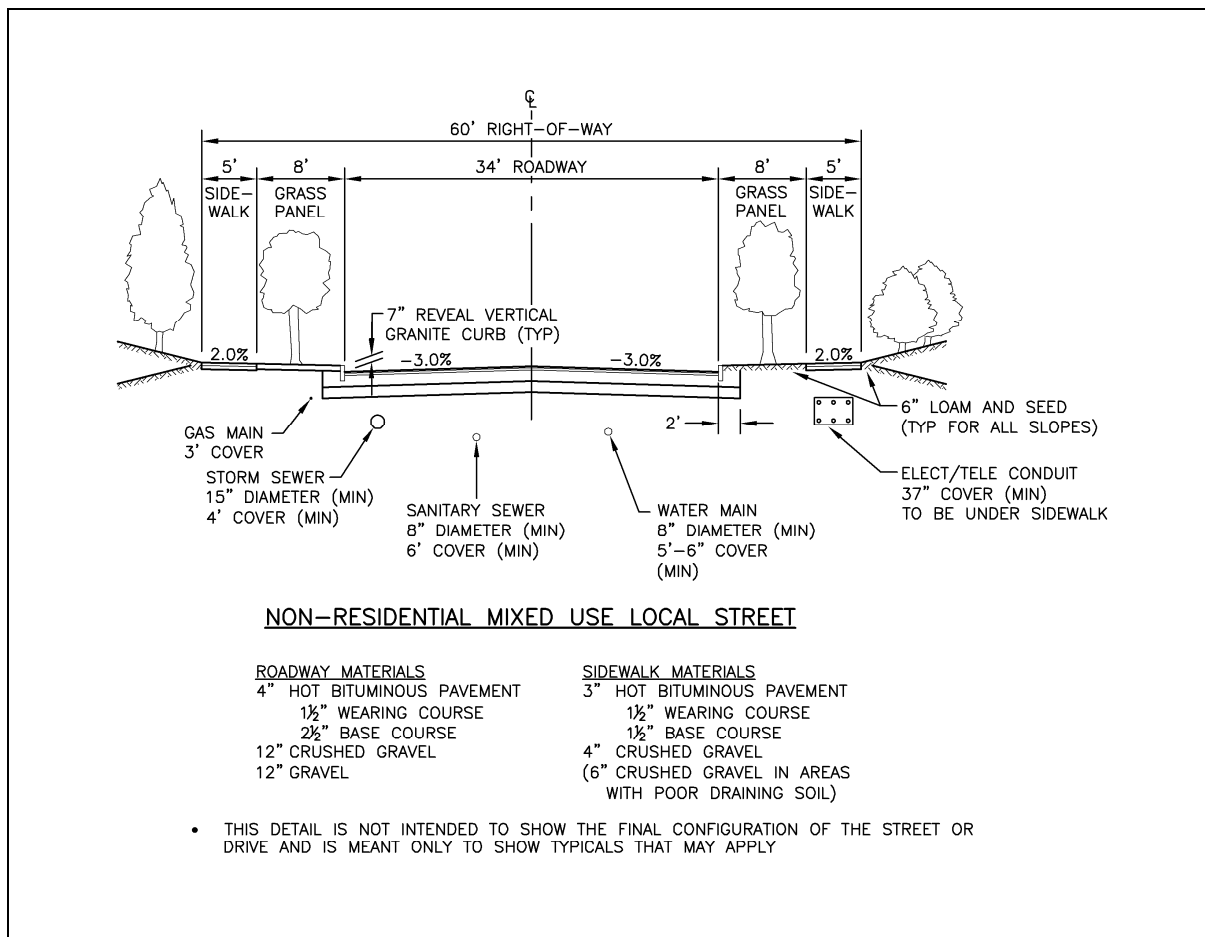 ℄
60' RIGHT-OF-WAY
5'
8'
34' ROADWAY
8'
5'
SIDE-
WALK
GRASS
PANEL
GRASS
PANEL
SIDE-
WALK
7" REVEAL VERTICAL
GRANITE CURB (TYP)
2.0%
-3.0%
-3.0%
2.0%
2'
6" LOAM AND SEED
(TYP FOR ALL SLOPES)
GAS MAIN
3' COVER
STORM SEWER
15" DIAMETER (MIN)
4' COVER (MIN)
SANITARY SEWER
8" DIAMETER (MIN)
6' COVER (MIN)
WATER MAIN
8" DIAMETER (MIN)
5'-6" COVER
(MIN)
ELECT/TELE CONDUIT
37" COVER (MIN)
TO BE UNDER SIDEWALK
NON-RESIDENTIAL MIXED USE LOCAL STREET
ROADWAY MATERIALS
4" HOT BITUMINOUS PAVEMENT
1½" WEARING COURSE
2½" BASE COURSE
12" CRUSHED GRAVEL
12" GRAVEL
SIDEWALK MATERIALS
3" HOT BITUMINOUS PAVEMENT
1½" WEARING COURSE
1½" BASE COURSE
4" CRUSHED GRAVEL
(6" CRUSHED GRAVEL IN AREAS
WITH POOR DRAINING SOIL)
• THIS DETAIL IS NOT INTENDED TO SHOW THE FINAL CONFIGURATION OF THE STREET OR
DRIVE AND IS MEANT ONLY TO SHOW TYPICALS THAT MAY APPLY